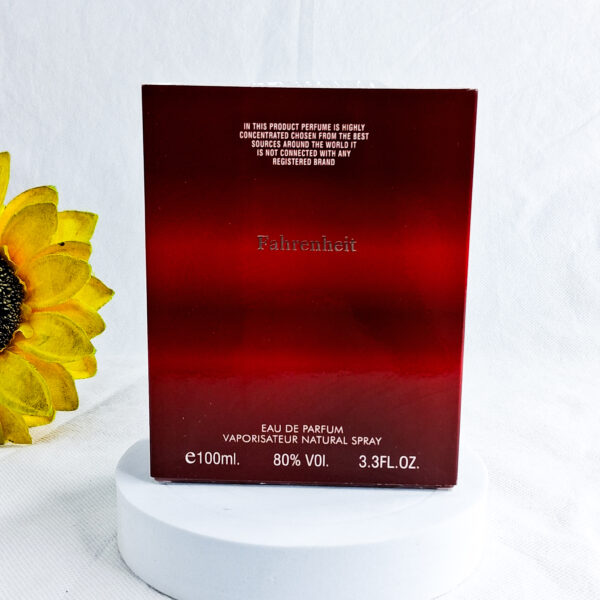 IN THIS PRODUCT PERFUME IS HIGHLY
CONCENTRATED CHOSEN FROM THE BEST
SOURCES AROUND THE WORLD IT
IS NOT CONNECTED WITH ANY
REGISTERED BRAND
Fahrenheit
EAU DE PARFUM
VAPORISATEUR NATURAL SPRAY
℮100ml. 80% VOl. 3.3FL.OZ.